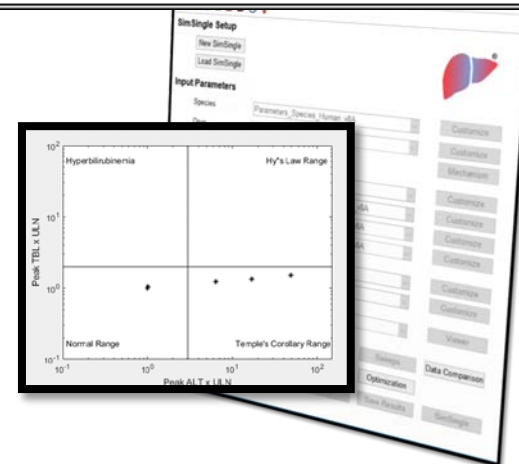 SimSingle Setup
New SimSingle
Load SimSingle
Input Parameters
Species
Parameters_Species_Human_v8A
Customize
Customize
Mechanism
Customize
Customize
Customize
Customize
Customize
Customize
Viewer
Sweeps
Data Comparison
Optimization
Save Results
SimSingle
®
10²
Hyperbilirubinemia
Hy"s Law Range
10¹
Peak TBL x ULN
10⁰
Normal Range
Temple's Corollary Range
10⁻¹
10⁻¹
10⁰
10¹
10²
Peak ALT x ULN